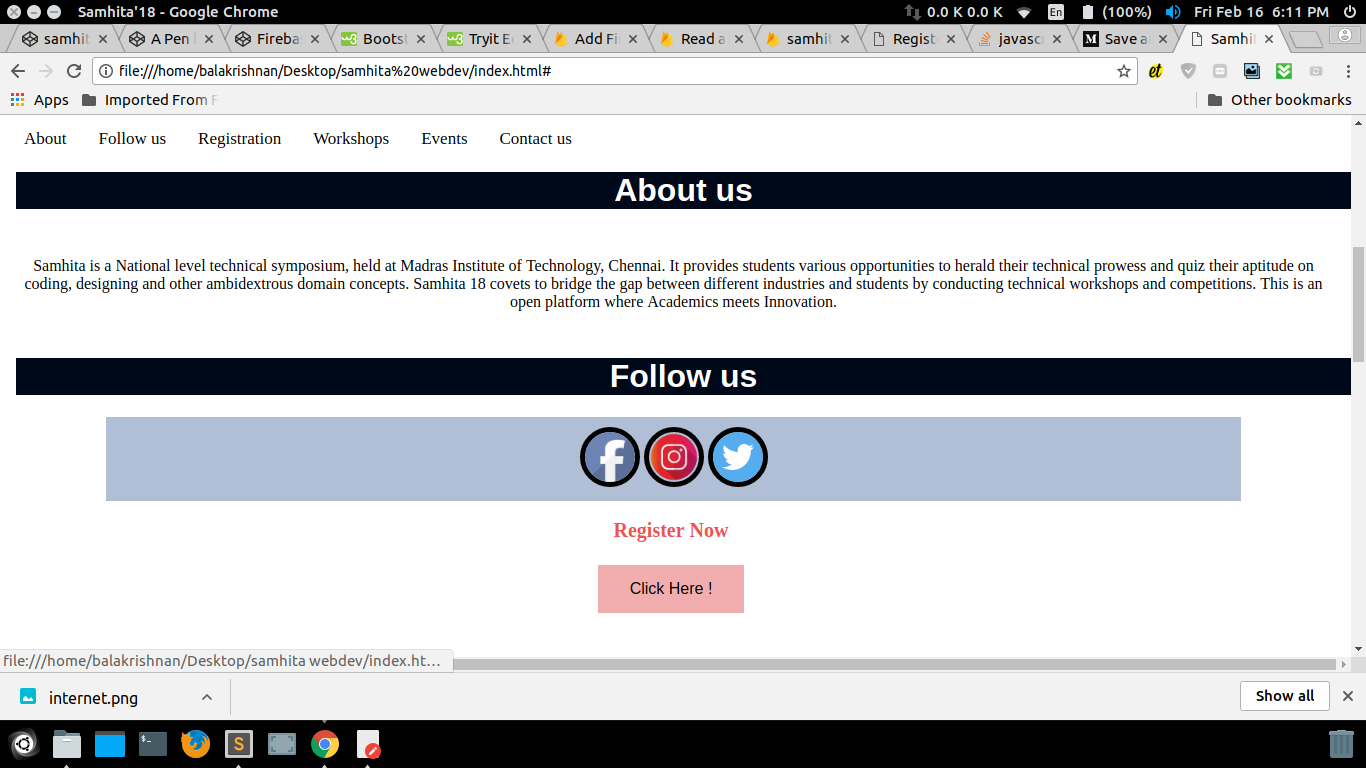 Samhita'18 - Google Chrome
0.0 K 0.0 K
En
(100%)
Fri Feb 16 6:11 PM
samhit
A Pen
Fireba
Boots
Tryit E
Add Fi
Read a
samhi
Regist
javasc
M Save a
Samhi
file:///home/balakrishnan/Desktop/samhita%20webdev/index.html#
et
Apps
Imported From F
Other bookmarks
About
Follow us
Registration
Workshops
Events
Contact us
About us
Samhita is a National level technical symposium, held at Madras Institute of Technology, Chennai. It provides students various opportunities to herald their technical prowess and quiz their aptitude on
coding, designing and other ambidextrous domain concepts. Samhita 18 covets to bridge the gap between different industries and students by conducting technical workshops and competitions. This is an
open platform where Academics meets Innovation.
Follow us
Register Now
Click Here !
file:///home/balakrishnan/Desktop/samhita webdev/index.ht…
internet.png
Show all